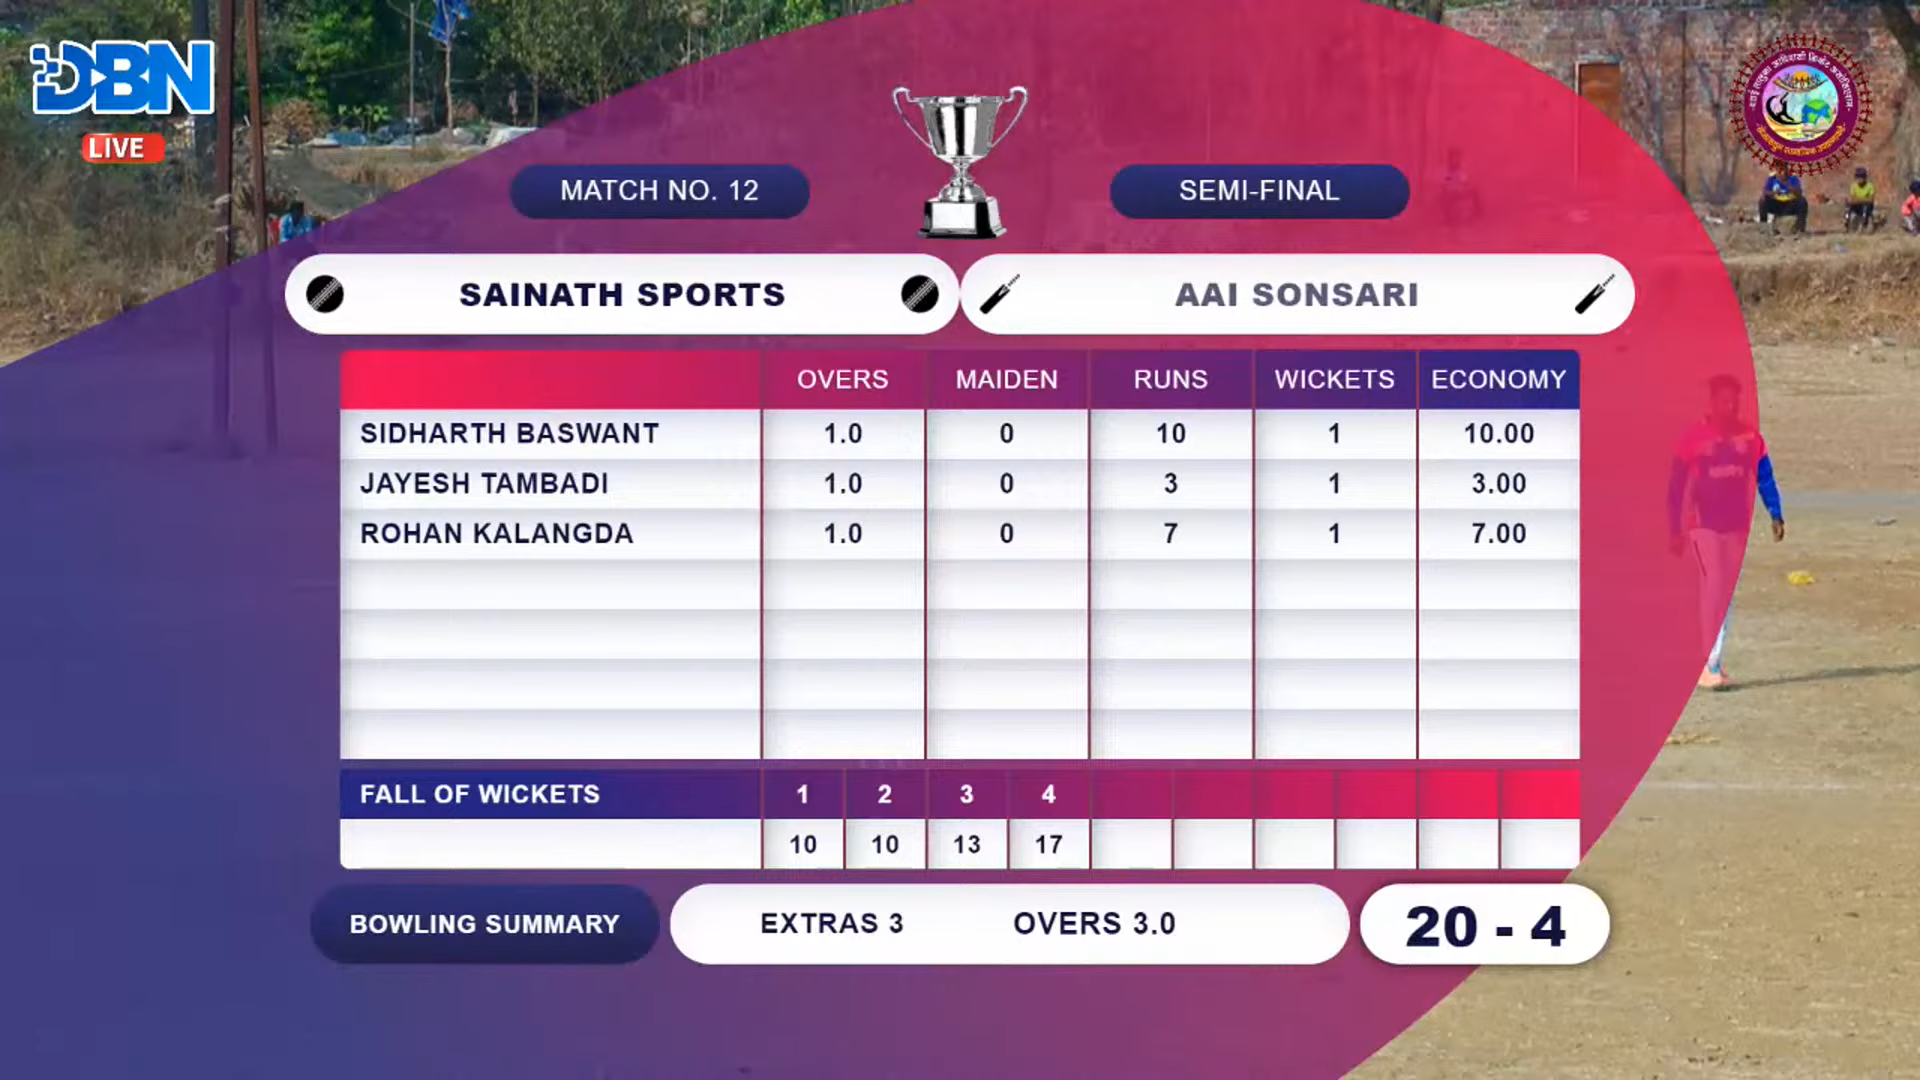 DBN
LIVE
MATCH NO. 12
SEMI-FINAL
SAINATH SPORTS
AAI SONSARI
OVERS MAIDEN RUNS WICKETS ECONOMY
SIDHARTH BASWANT 1.0 0 10 1 10.00
JAYESH TAMBADI 1.0 0 3 1 3.00
ROHAN KALANGDA 1.0 0 7 1 7.00
FALL OF WICKETS 1 2 3 4
10 10 13 17
BOWLING SUMMARY EXTRAS 3 OVERS 3.0 20 - 4